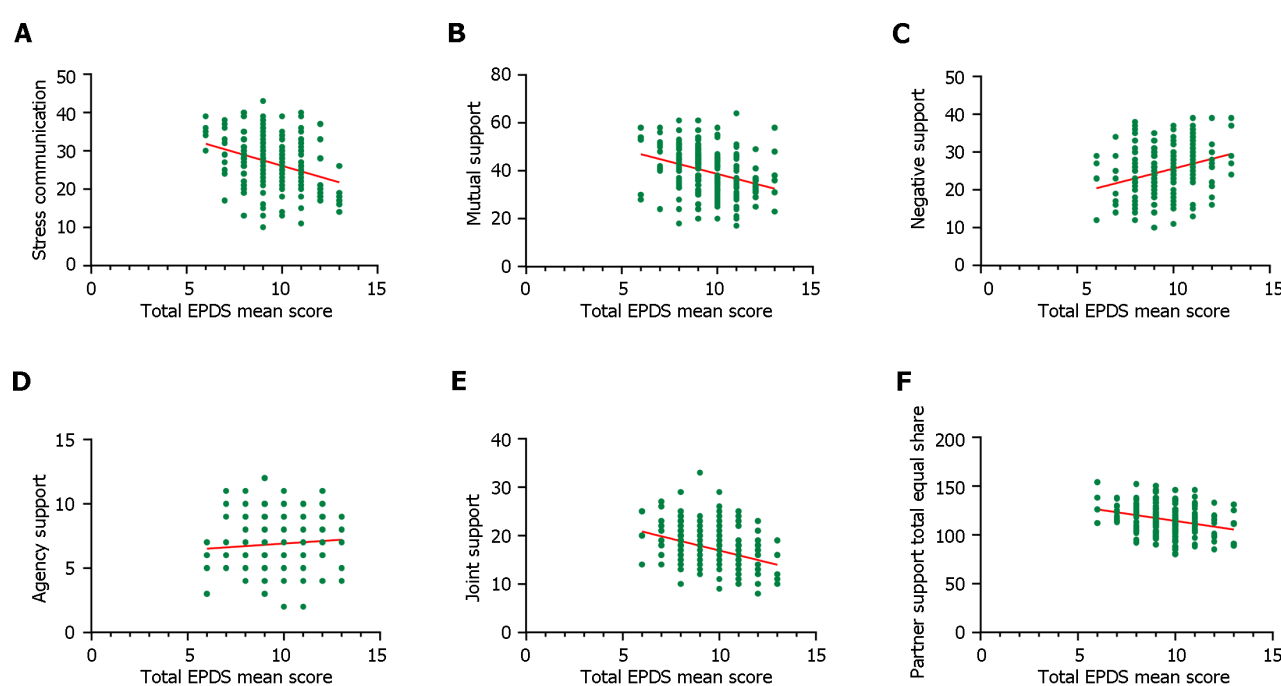 A
Stress communication
50
40
30
20
10
0
0 5 10 15
Total EPDS mean score
B
Mutual support
80
60
40
20
0
0 5 10 15
Total EPDS mean score
C
Negative support
50
40
30
20
10
0
0 5 10 15
Total EPDS mean score
D
Agency support
15
10
5
0
0 5 10 15
Total EPDS mean score
E
Joint support
40
30
20
10
0
0 5 10 15
Total EPDS mean score
F
Partner support total equal share
200
150
100
50
0
0 5 10 15
Total EPDS mean score